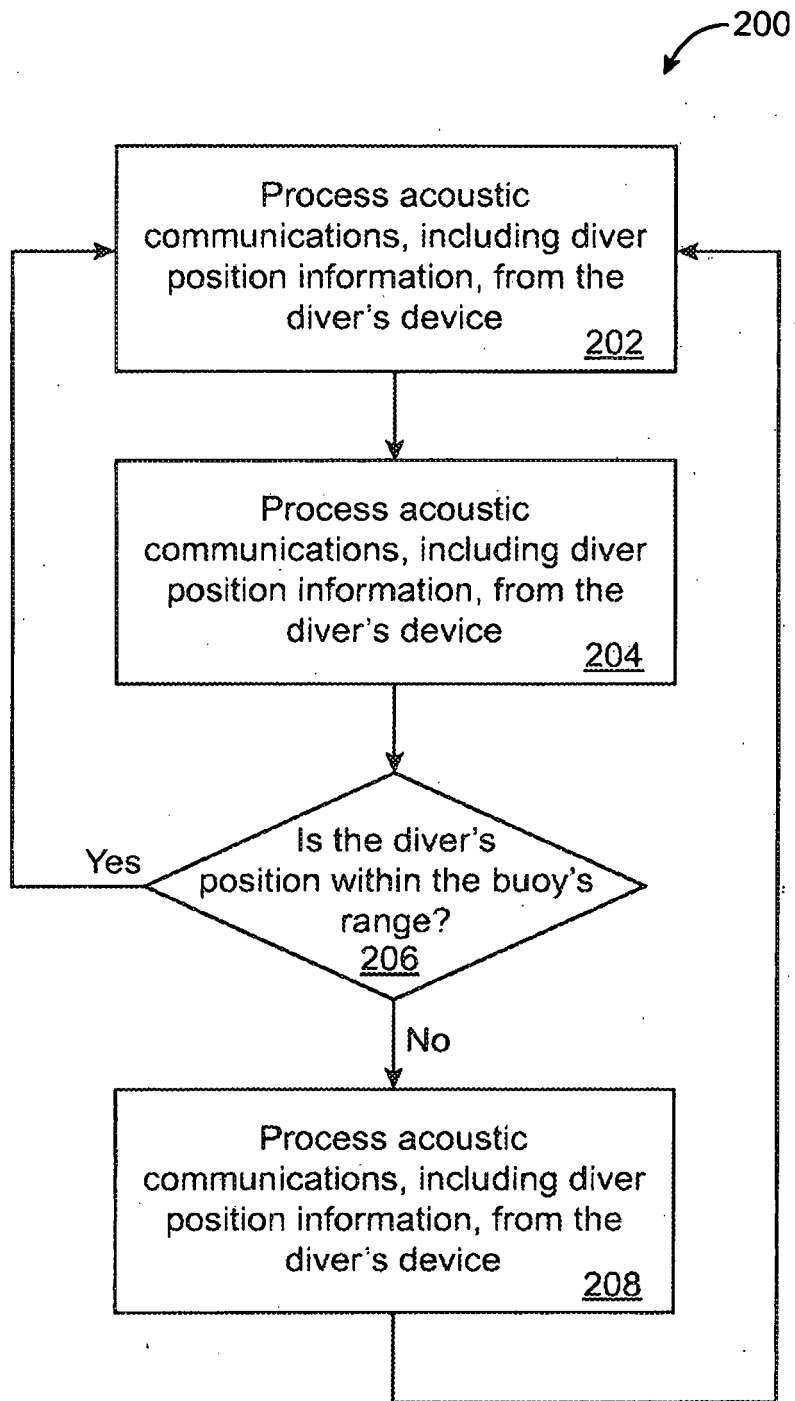 200
Process acoustic
communications, including diver
position information, from the
diver's device
202
Process acoustic
communications, including diver
position information, from the
diver's device
204
Is the diver's
position within the buoy's
range?
206
Yes
No
Process acoustic
communications, including diver
position information, from the
diver's device
208